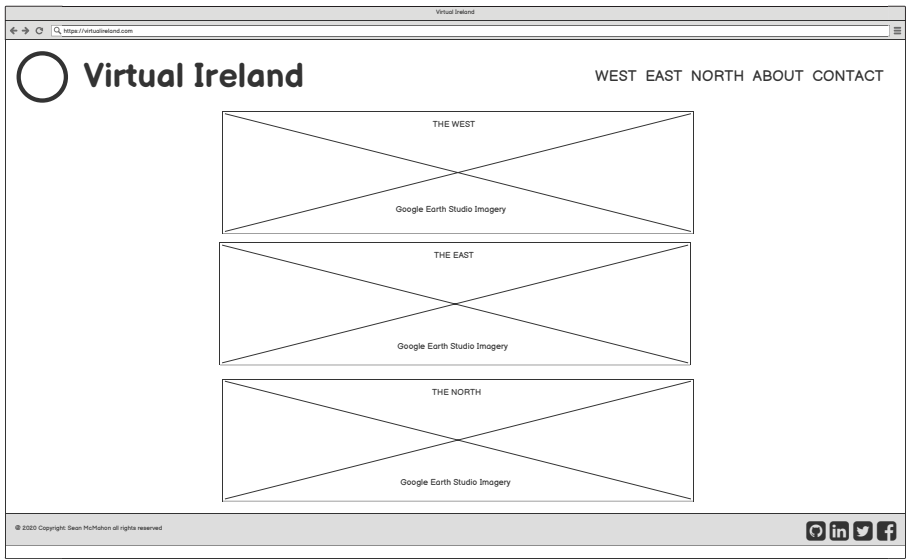 Virtual Ireland
https://virtualireland.com
Virtual Ireland
WEST EAST NORTH ABOUT CONTACT
THE WEST
Google Earth Studio Imagery
THE EAST
Google Earth Studio Imagery
THE NORTH
Google Earth Studio Imagery
© 2020 Copyright: Sean McMahon all rights reserved